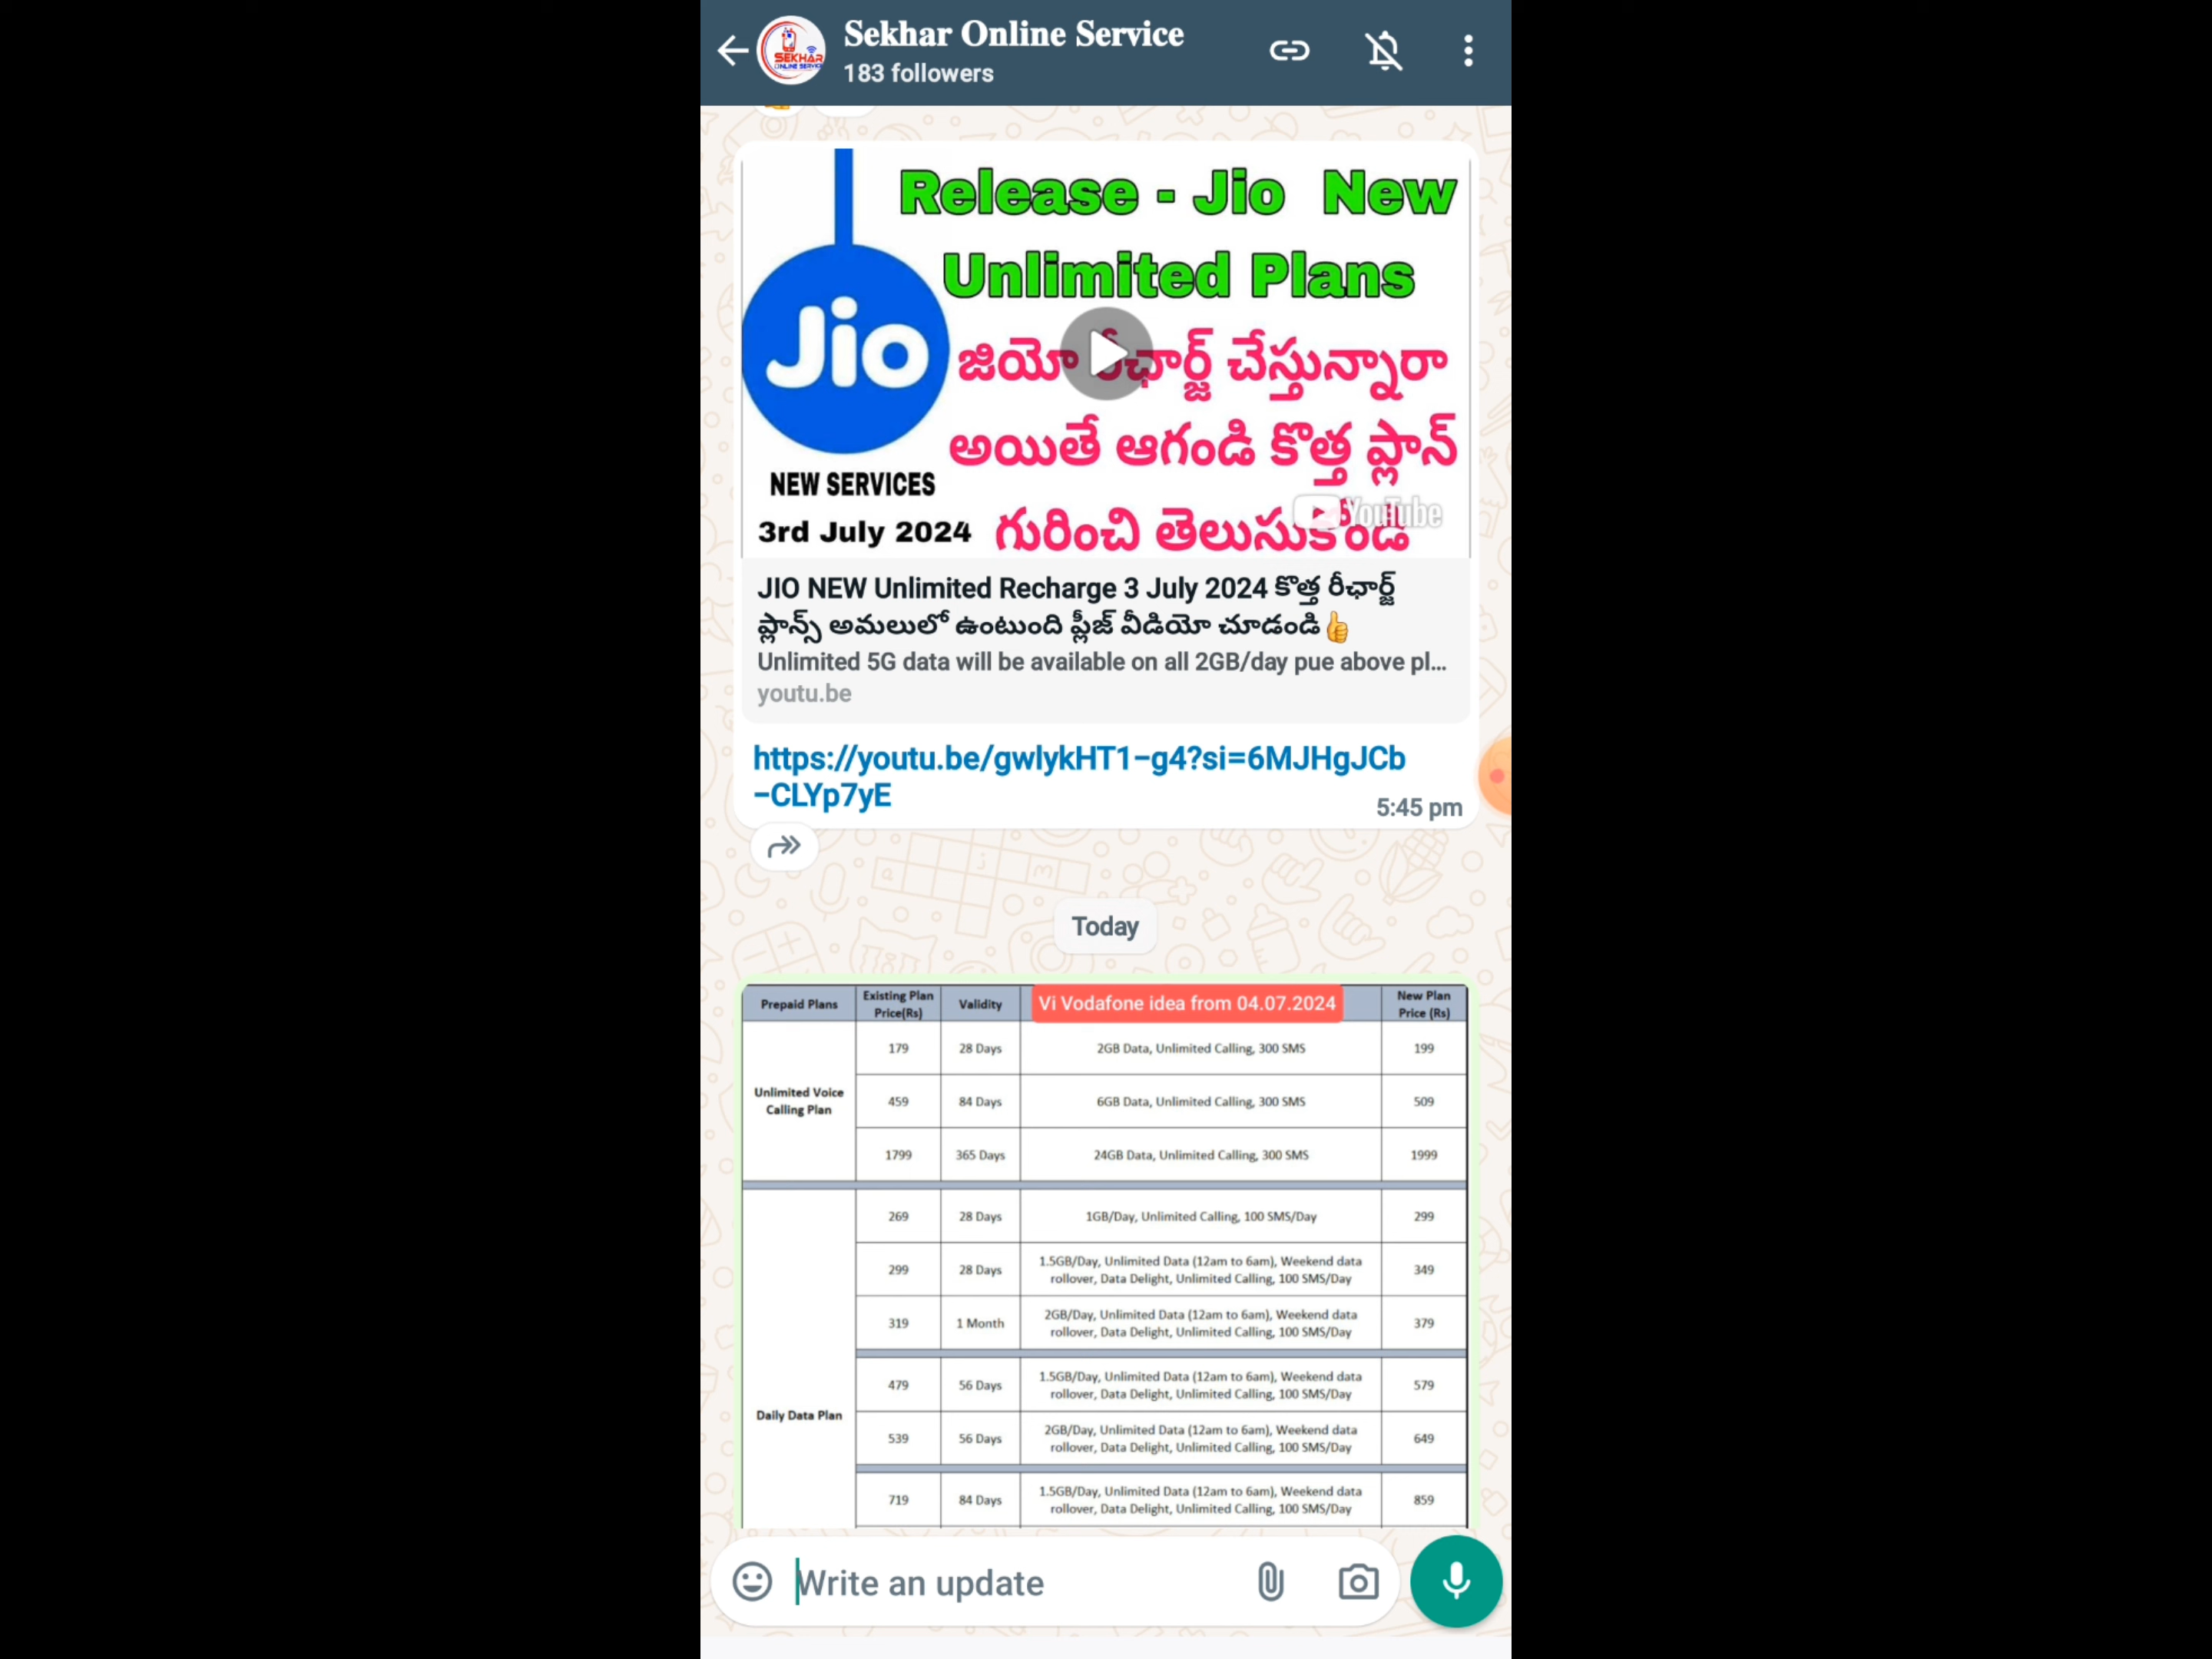 Sekhar Online Service
183 followers
SEKHAR
ONLINE SERVICE
Release - Jio New
Unlimited Plans
Jio
జియో రీఛార్జ్ చేస్తున్నారా
అయితే ఆగండి కొత్త ప్లాన్
NEW SERVICES
3rd July 2024
గురించి తెలుసుకోండి
YouTube
JIO NEW Unlimited Recharge 3 July 2024 కొత్త రీఛార్జ్
ప్లాన్స్ అమలులో ఉంటుంది ప్లీజ్ వీడియో చూడండి👍
Unlimited 5G data will be available on all 2GB/day pue above pl...
youtu.be
https://youtu.be/gwlykHT1-g4?si=6MJHgJCb
-CLYp7yE
5:45 pm
Today
Prepaid Plans Existing Plan Price(Rs) Validity Vi Vodafone idea from 04.07.2024 New Plan Price (Rs)
Unlimited Voice
Calling Plan
179 28 Days 2GB Data, Unlimited Calling, 300 SMS 199
459 84 Days 6GB Data, Unlimited Calling, 300 SMS 509
1799 365 Days 24GB Data, Unlimited Calling, 300 SMS 1999
Daily Data Plan
269 28 Days 1GB/Day, Unlimited Calling, 100 SMS/Day 299
299 28 Days 1.5GB/Day, Unlimited Data (12am to 6am), Weekend data
rollover, Data Delight, Unlimited Calling, 100 SMS/Day 349
319 1 Month 2GB/Day, Unlimited Data (12am to 6am), Weekend data
rollover, Data Delight, Unlimited Calling, 100 SMS/Day 379
479 56 Days 1.5GB/Day, Unlimited Data (12am to 6am), Weekend data
rollover, Data Delight, Unlimited Calling, 100 SMS/Day 579
539 56 Days 2GB/Day, Unlimited Data (12am to 6am), Weekend data
rollover, Data Delight, Unlimited Calling, 100 SMS/Day 649
719 84 Days 1.5GB/Day, Unlimited Data (12am to 6am), Weekend data
rollover, Data Delight, Unlimited Calling, 100 SMS/Day 859
Write an update